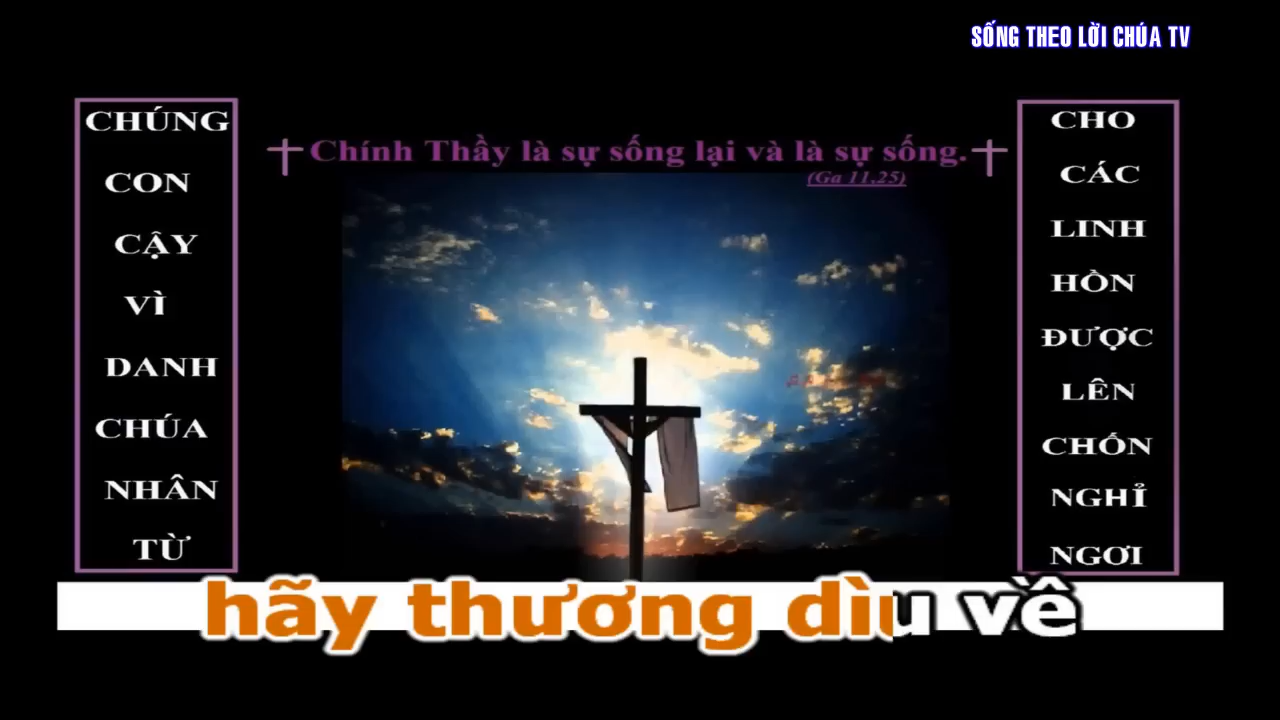 SỐNG THEO LỜI CHÚA TV
CHÚNG
CON
CẬY
VÌ
DANH
CHÚA
NHÂN
TỪ
Chính Thầy là sự sống lại và là sự sống.
(Ga 11,25)
CHO
CÁC
LINH
HỒN
ĐƯỢC
LÊN
CHỐN
NGHỈ
NGƠI
hãy thương dìu về